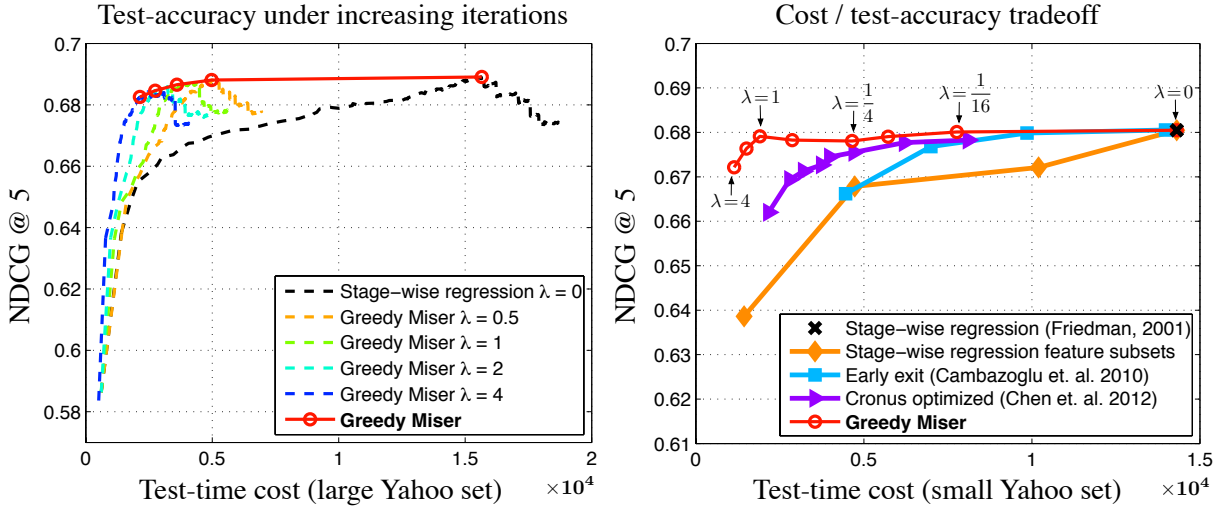 Test-accuracy under increasing iterations
0.7
0.68
0.66
0.64
0.62
0.6
0.58
NDCG @ 5
Stage-wise regression λ = 0
Greedy Miser λ = 0.5
Greedy Miser λ = 1
Greedy Miser λ = 2
Greedy Miser λ = 4
Greedy Miser
0 0.5 1 1.5 2
Test-time cost (large Yahoo set) ×10⁴
Cost / test-accuracy tradeoff
0.7
0.69
0.68
0.67
0.66
0.65
0.64
0.63
0.62
0.61
NDCG @ 5
λ=1
λ=1/4
λ=1/16
λ=0
λ=4
Stage-wise regression (Friedman, 2001)
Stage-wise regression feature subsets
Early exit (Cambazoglu et. al. 2010)
Cronus optimized (Chen et. al. 2012)
Greedy Miser
0 0.5 1 1.5
Test-time cost (small Yahoo set) ×10⁴